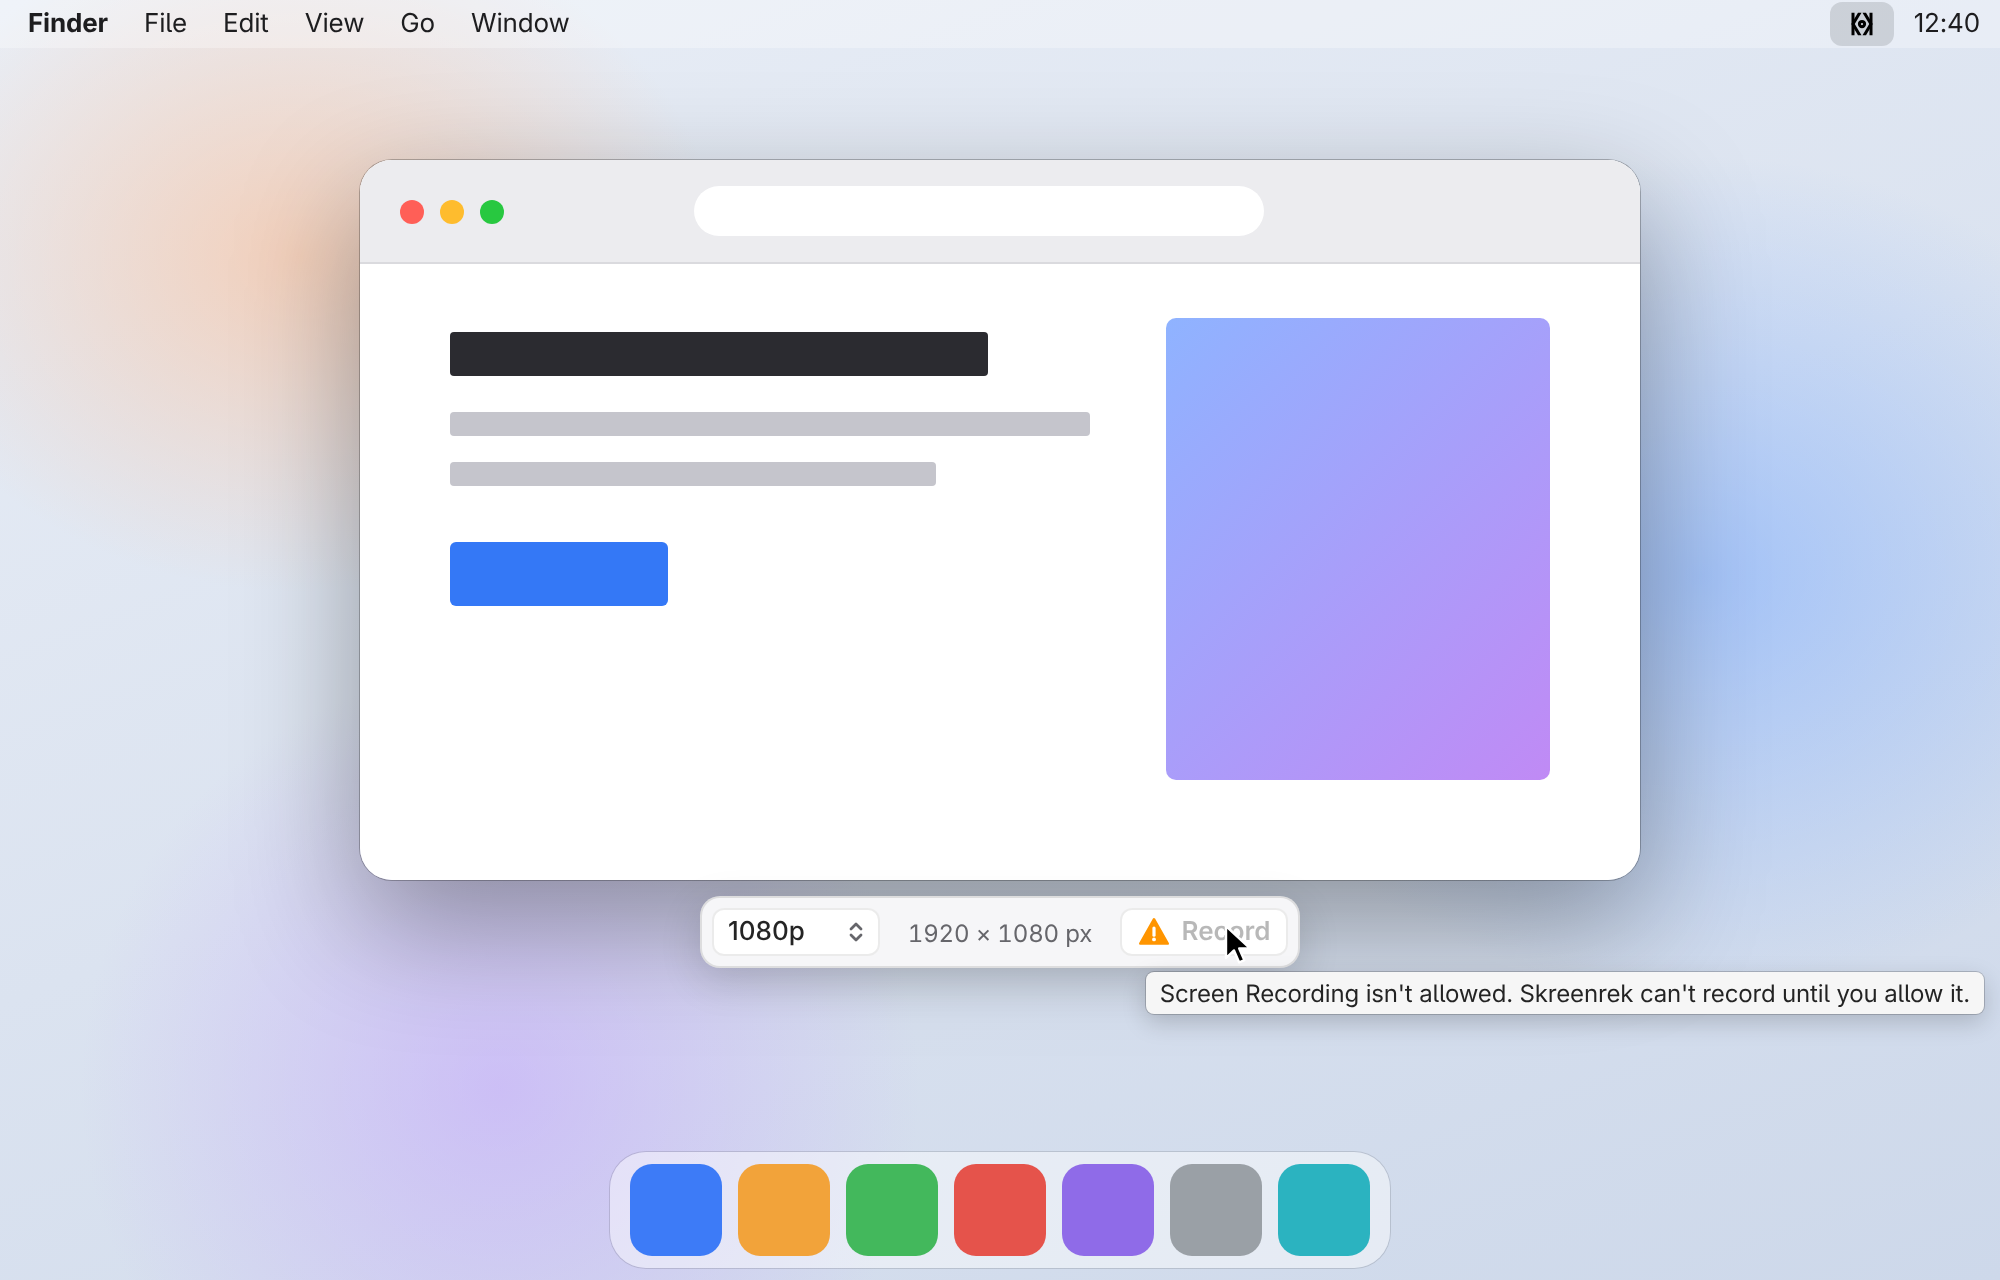 Finder File Edit View Go Window 12:40
1080p 1920 × 1080 px Record
Screen Recording isn't allowed. Skreenrek can't record until you allow it.